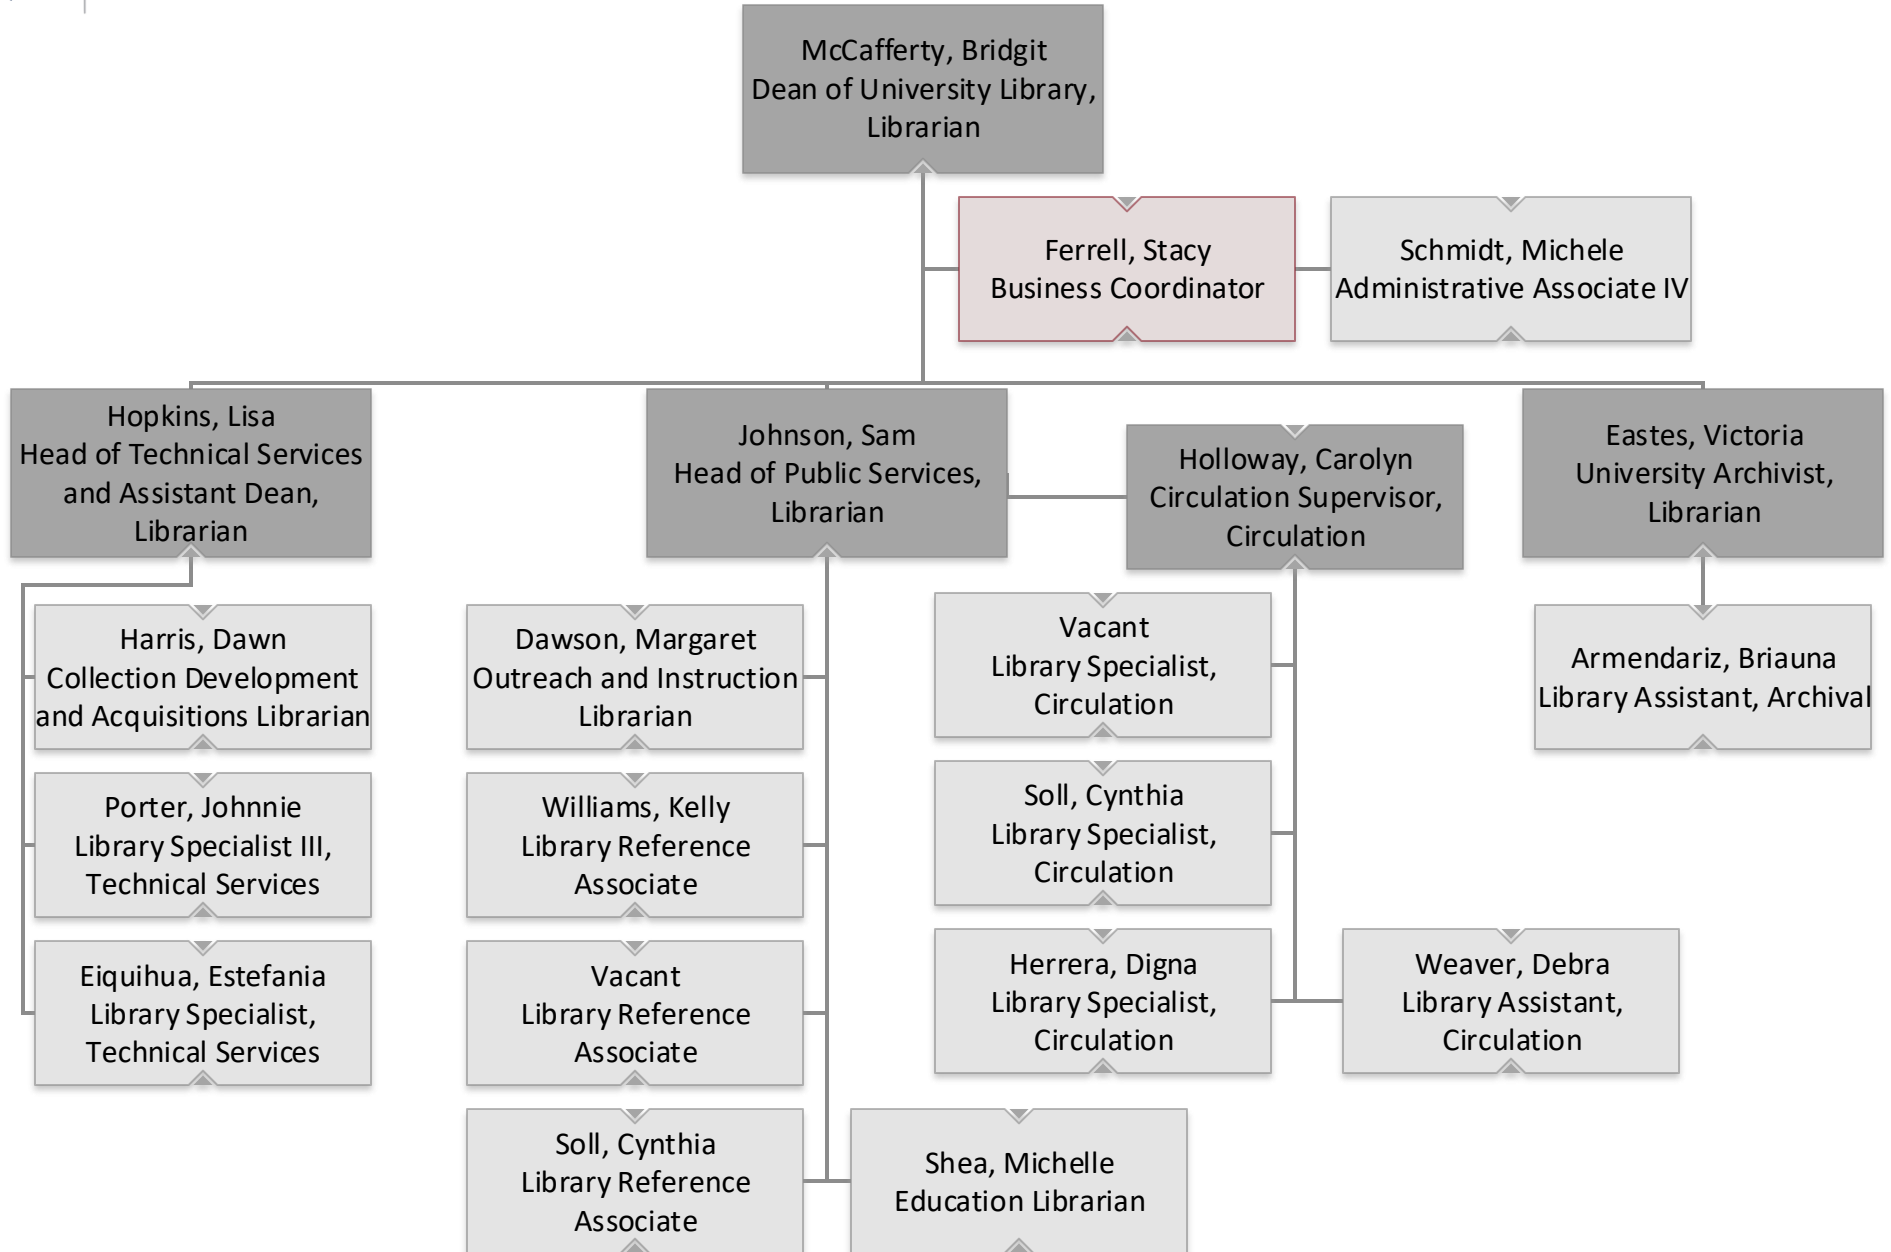 McCafferty, Bridgit
Dean of University Library,
Librarian
Ferrell, Stacy
Business Coordinator
Schmidt, Michele
Administrative Associate IV
Hopkins, Lisa
Head of Technical Services
and Assistant Dean,
Librarian
Johnson, Sam
Head of Public Services,
Librarian
Holloway, Carolyn
Circulation Supervisor,
Circulation
Eastes, Victoria
University Archivist,
Librarian
Harris, Dawn
Collection Development
and Acquisitions Librarian
Dawson, Margaret
Outreach and Instruction
Librarian
Vacant
Library Specialist,
Circulation
Armendariz, Briauna
Library Assistant, Archival
Porter, Johnnie
Library Specialist III,
Technical Services
Williams, Kelly
Library Reference
Associate
Soll, Cynthia
Library Specialist,
Circulation
Eiquihua, Estefania
Library Specialist,
Technical Services
Vacant
Library Reference
Associate
Herrera, Digna
Library Specialist,
Circulation
Weaver, Debra
Library Assistant,
Circulation
Soll, Cynthia
Library Reference
Associate
Shea, Michelle
Education Librarian